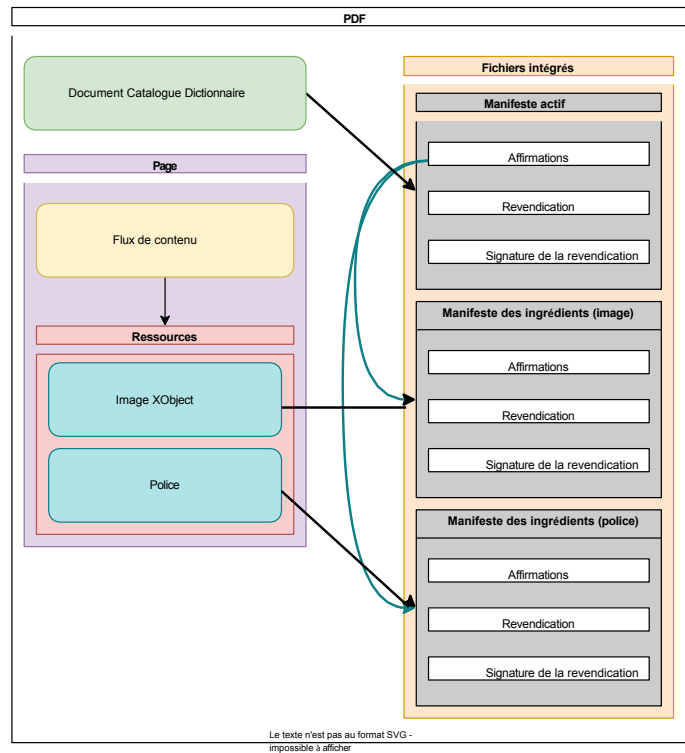 PDF
Document Catalogue Dictionnaire
Page
Flux de contenu
Ressources
Image XObject
Police
Fichiers intégrés
Manifeste actif
Affirmations
Revendication
Signature de la revendication
Manifeste des ingrédients (image)
Affirmations
Revendication
Signature de la revendication
Manifeste des ingrédients (police)
Affirmations
Revendication
Signature de la revendication
Le texte n'est pas au format SVG -
impossible à afficher